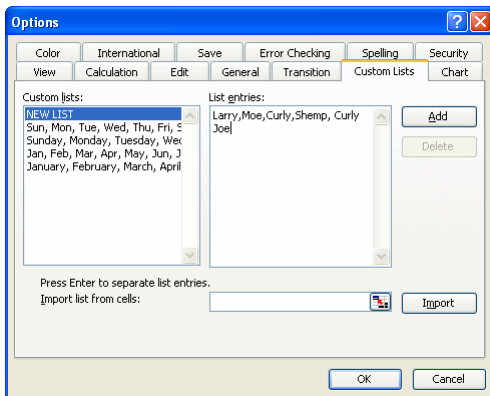 Options
Color International Save Error Checking Spelling Security
View Calculation Edit General Transition Custom Lists Chart
Custom lists: List entries:
NEW LIST
Sun, Mon, Tue, Wed, Thu, Fri, S
Sunday, Monday, Tuesday, Wed
Jan, Feb, Mar, Apr, May, Jun, J
January, February, March, April
Larry,Moe,Curly,Shemp, Curly
Joe
Add
Delete
Press Enter to separate list entries.
Import list from cells:
Import
OK Cancel